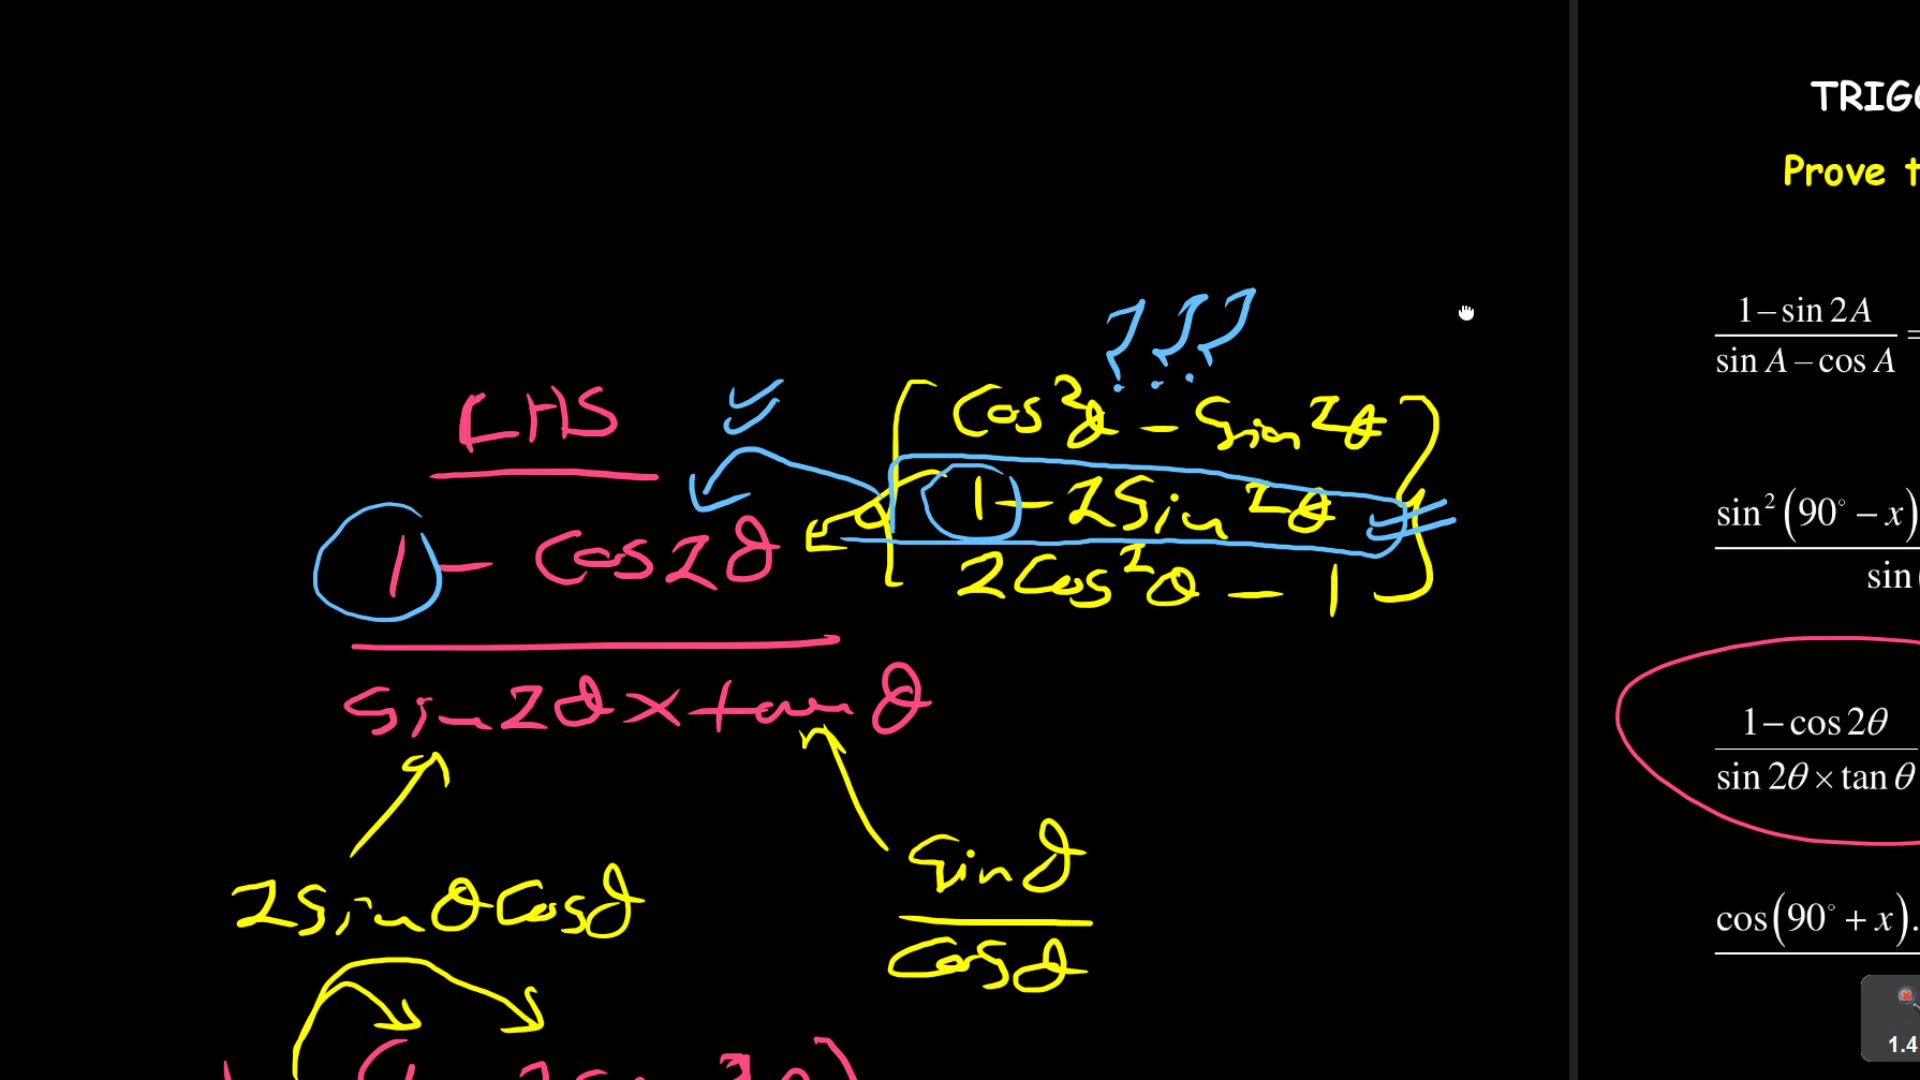 ???
LHS
cos²θ - sin²θ
1 - 2sin²θ
2cos²θ - 1
1 - cos2θ
sin2θ × tanθ
2sinθcosθ
sinθ
cosθ
TRIG
Prove t
1 – sin 2A
sin A – cos A
=
sin²(90° − x)
sin
1 – cos 2θ
sin 2θ × tan θ
cos(90° + x).
1.4